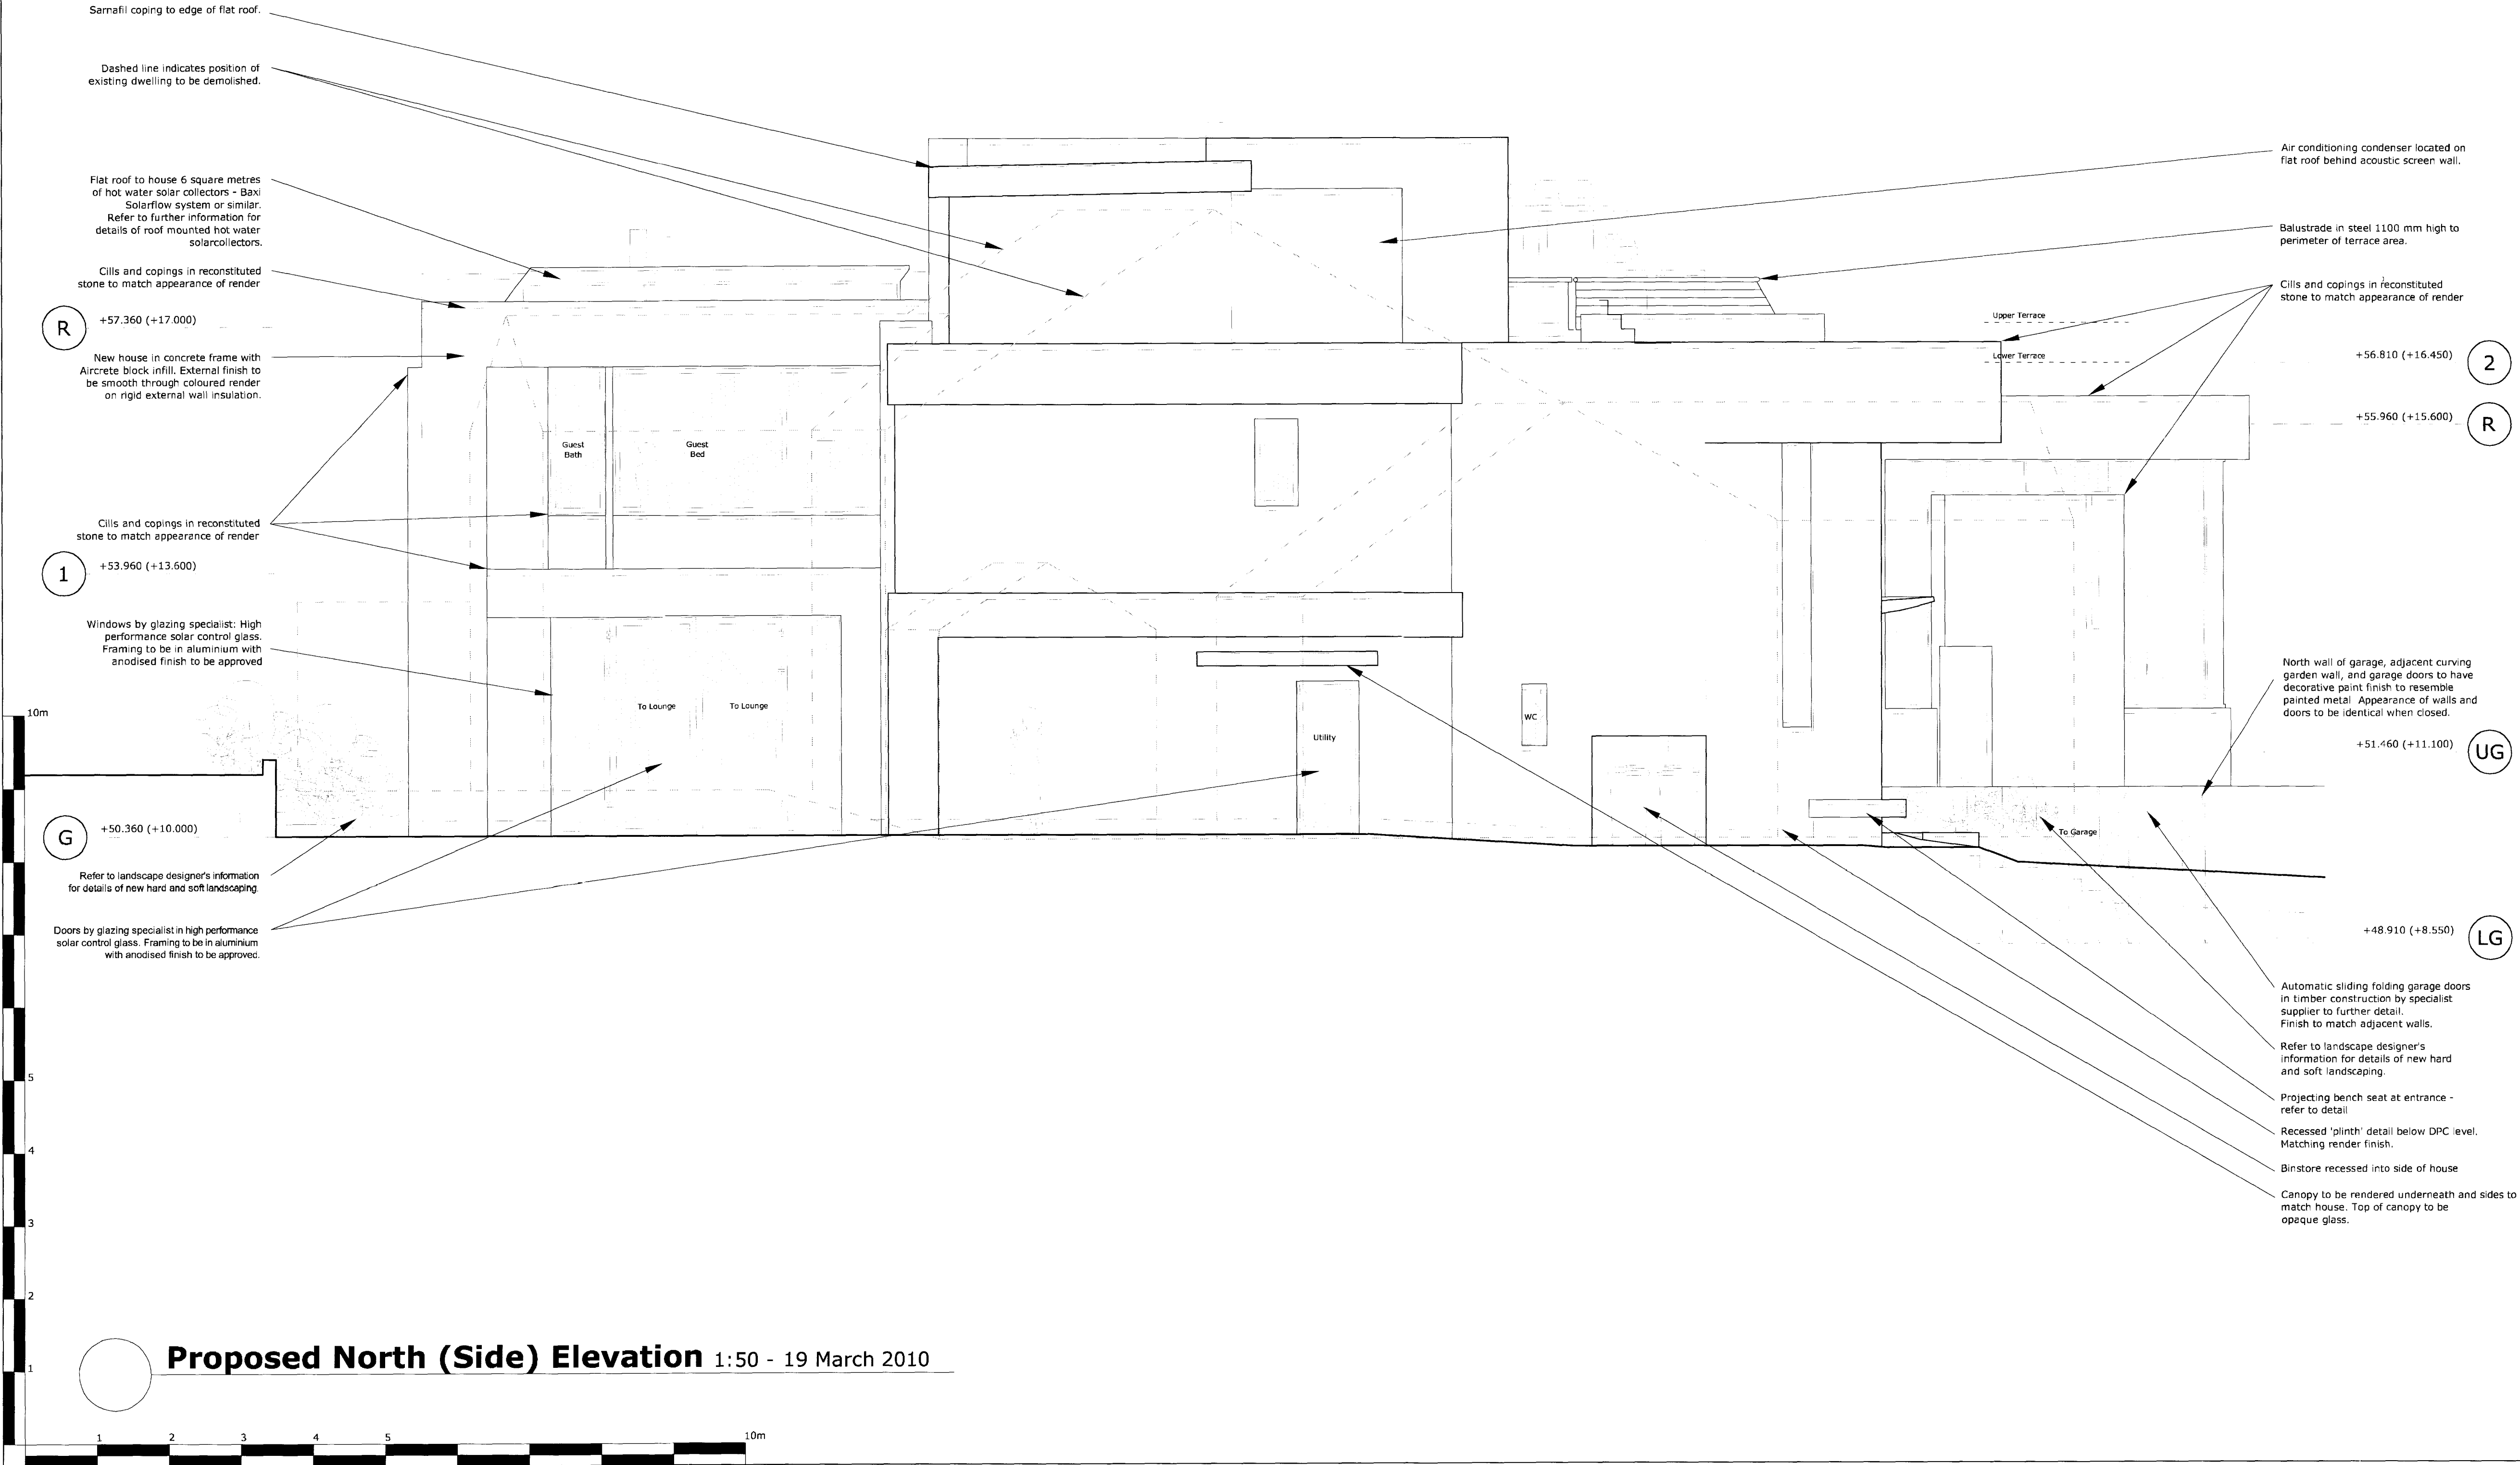 Sarnafil coping to edge of flat roof.
Dashed line indicates position of
existing dwelling to be demolished.
Flat roof to house 6 square metres
of hot water solar collectors - Baxi
Solarflow system or similar.
Refer to further information for
details of roof mounted hot water
solarcollectors.
Cills and copings in reconstituted
stone to match appearance of render
R
+57.360 (+17.000)
New house in concrete frame with
Aircrete block infill. External finish to
be smooth through coloured render
on rigid external wall insulation.
Cills and copings in reconstituted
stone to match appearance of render
1
+53.960 (+13.600)
Windows by glazing specialist: High
performance solar control glass.
Framing to be in aluminium with
anodised finish to be approved
10m
G
+50.360 (+10.000)
Refer to landscape designer's information
for details of new hard and soft landscaping.
Doors by glazing specialist in high performance
solar control glass. Framing to be in aluminium
with anodised finish to be approved.
Guest
Bath
Guest
Bed
To Lounge
To Lounge
Utility
WC
To Garage
Upper Terrace
Lower Terrace
Air conditioning condenser located on
flat roof behind acoustic screen wall.
Balustrade in steel 1100 mm high to
perimeter of terrace area.
Cills and copings in reconstituted
stone to match appearance of render
+56.810 (+16.450)
2
+55.960 (+15.600)
R
North wall of garage, adjacent curving
garden wall, and garage doors to have
decorative paint finish to resemble
painted metal Appearance of walls and
doors to be identical when closed.
+51.460 (+11.100)
UG
+48.910 (+8.550)
LG
Automatic sliding folding garage doors
in timber construction by specialist
supplier to further detail.
Finish to match adjacent walls.
Refer to landscape designer's
information for details of new hard
and soft landscaping.
Projecting bench seat at entrance -
refer to detail
Recessed 'plinth' detail below DPC level.
Matching render finish.
Binstore recessed into side of house
Canopy to be rendered underneath and sides to
match house. Top of canopy to be
opaque glass.
5
4
3
2
1
Proposed North (Side) Elevation 1:50 - 19 March 2010
1 2 3 4 5 10m